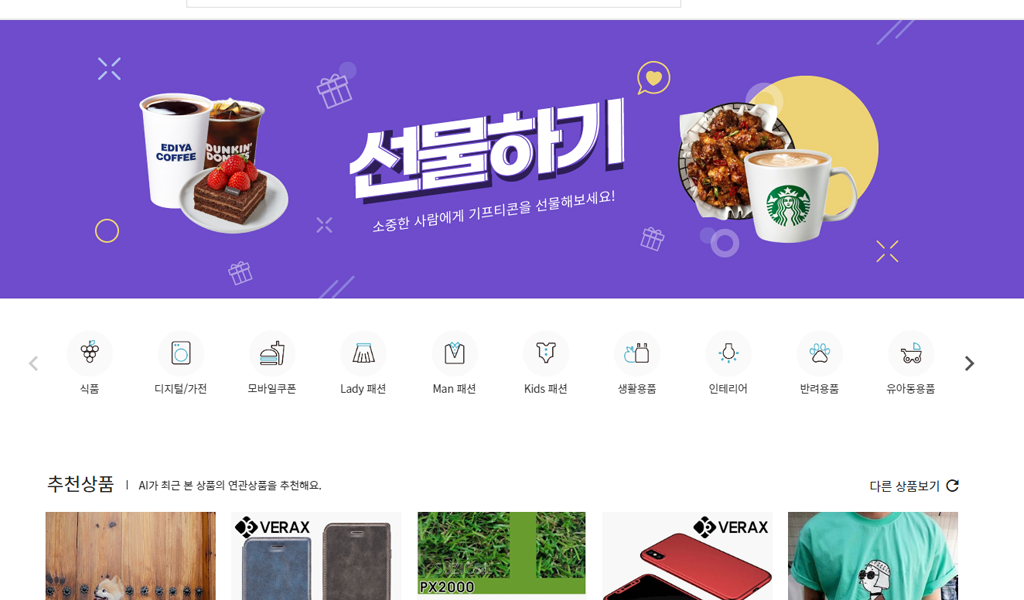 EDIYA
COFFEE
DUNKIN'
DONUTS
선물하기
소중한 사람에게 기프티콘을 선물해보세요!
식품
디지털/가전
모바일쿠폰
Lady 패션
Man 패션
Kids 패션
생활용품
인테리어
반려용품
유아동용품
추천상품 | AI가 최근 본 상품의 연관상품을 추천해요.
다른 상품보기
VERAX
PX2000
VERAX